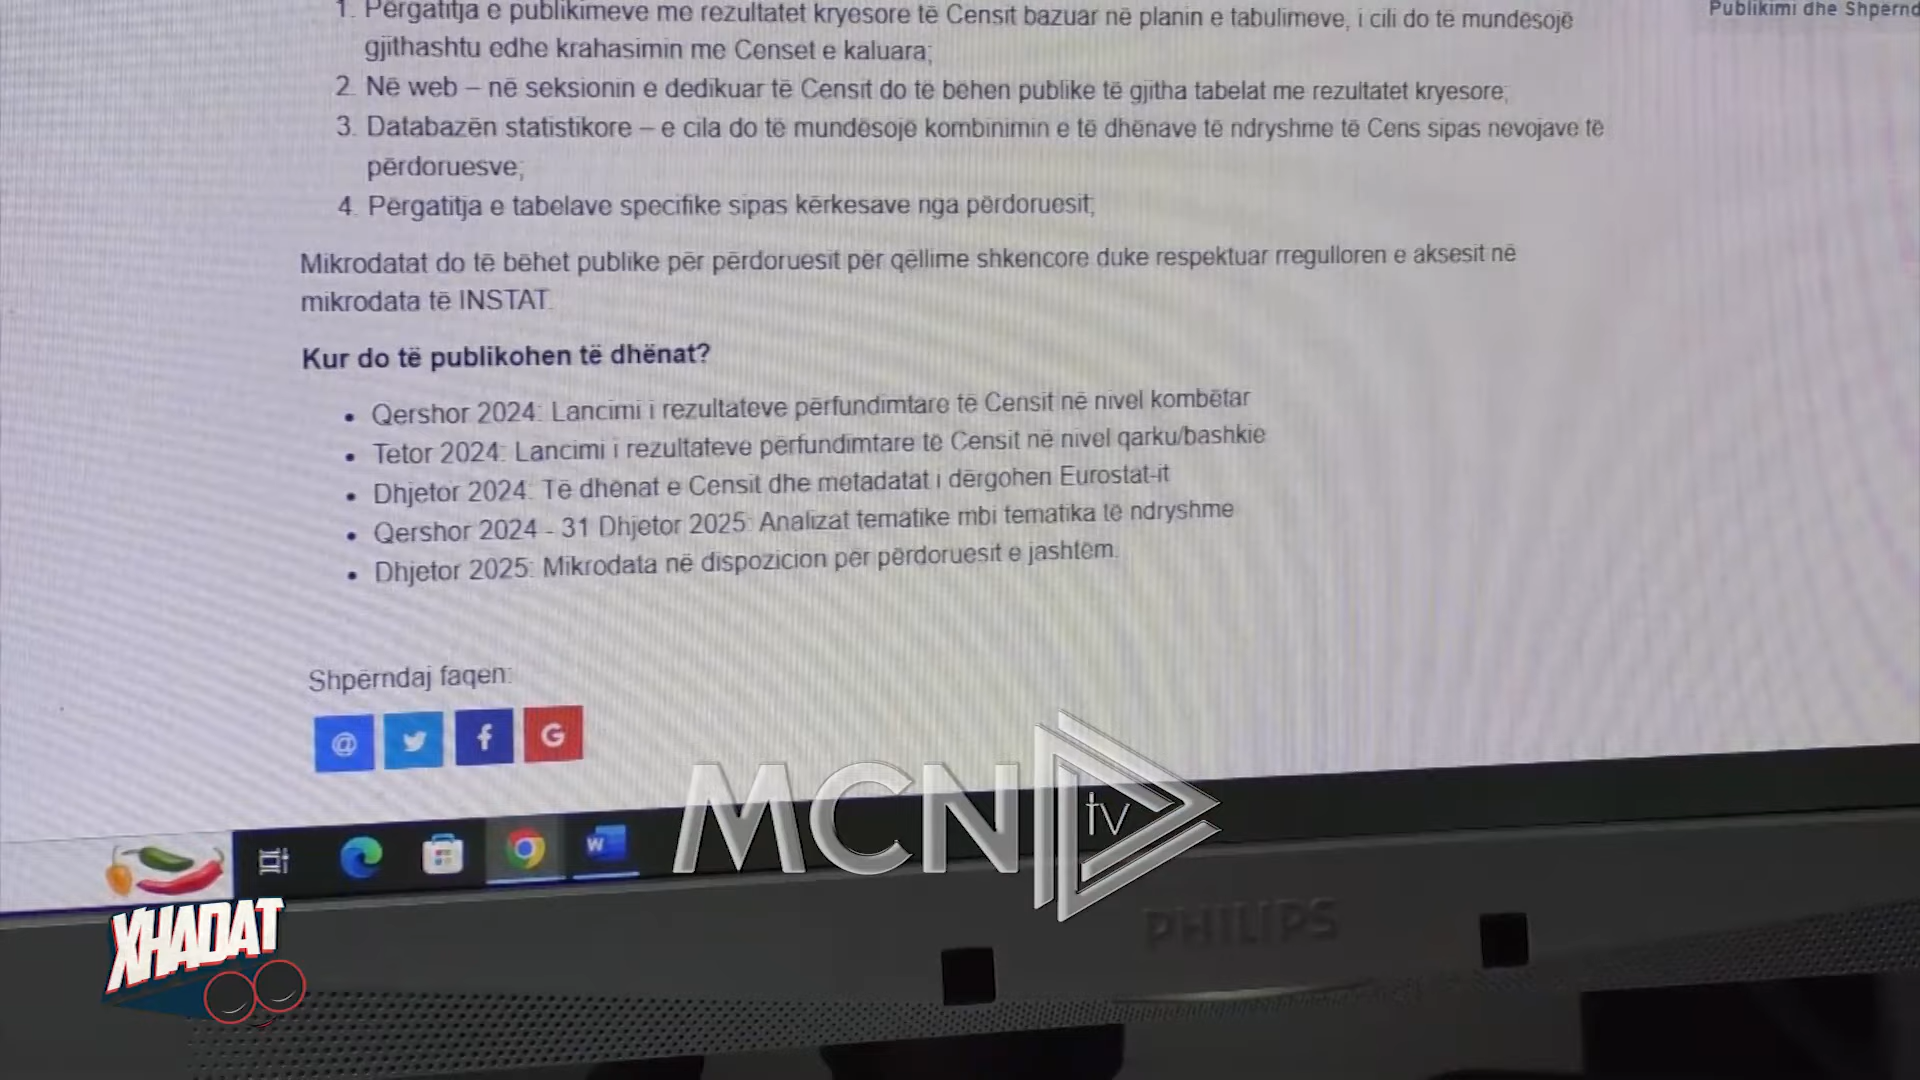 Publikimi dhe
1. Përgatitja e publikimeve me rezultatet kryesore të Censit bazuar në planin e tabulimeve, i cili do të mundësojë
gjithashtu edhe krahasimin me Censet e kaluara;
2. Në web – në seksionin e dedikuar të Censit do të bëhen publike të gjitha tabelat me rezultatet kryesore;
3. Databazën statistikore – e cila do të mundësojë kombinimin e të dhënave të ndryshme të Cens sipas nevojave të
përdoruesve;
4. Përgatitja e tabelave specifike sipas kërkesave nga përdoruesit;
Mikrodatat do të bëhet publike për përdoruesit për qëllime shkencore duke respektuar rregulloren e aksesit në
mikrodata të INSTAT.
Kur do të publikohen të dhënat?
• Qershor 2024: Lancimi i rezultateve përfundimtare të Censit në nivel kombëtar
• Tetor 2024: Lancimi i rezultateve përfundimtare të Censit në nivel qarku/bashkie
• Dhjetor 2024: Të dhënat e Censit dhe metadatat i dërgohen Eurostat-it
• Qershor 2024 - 31 Dhjetor 2025: Analizat tematike mbi tematika të ndryshme
• Dhjetor 2025: Mikrodata në dispozicion për përdoruesit e jashtëm.
Shpërndaj faqen:
MCN tv
PHILIPS
XHADAT